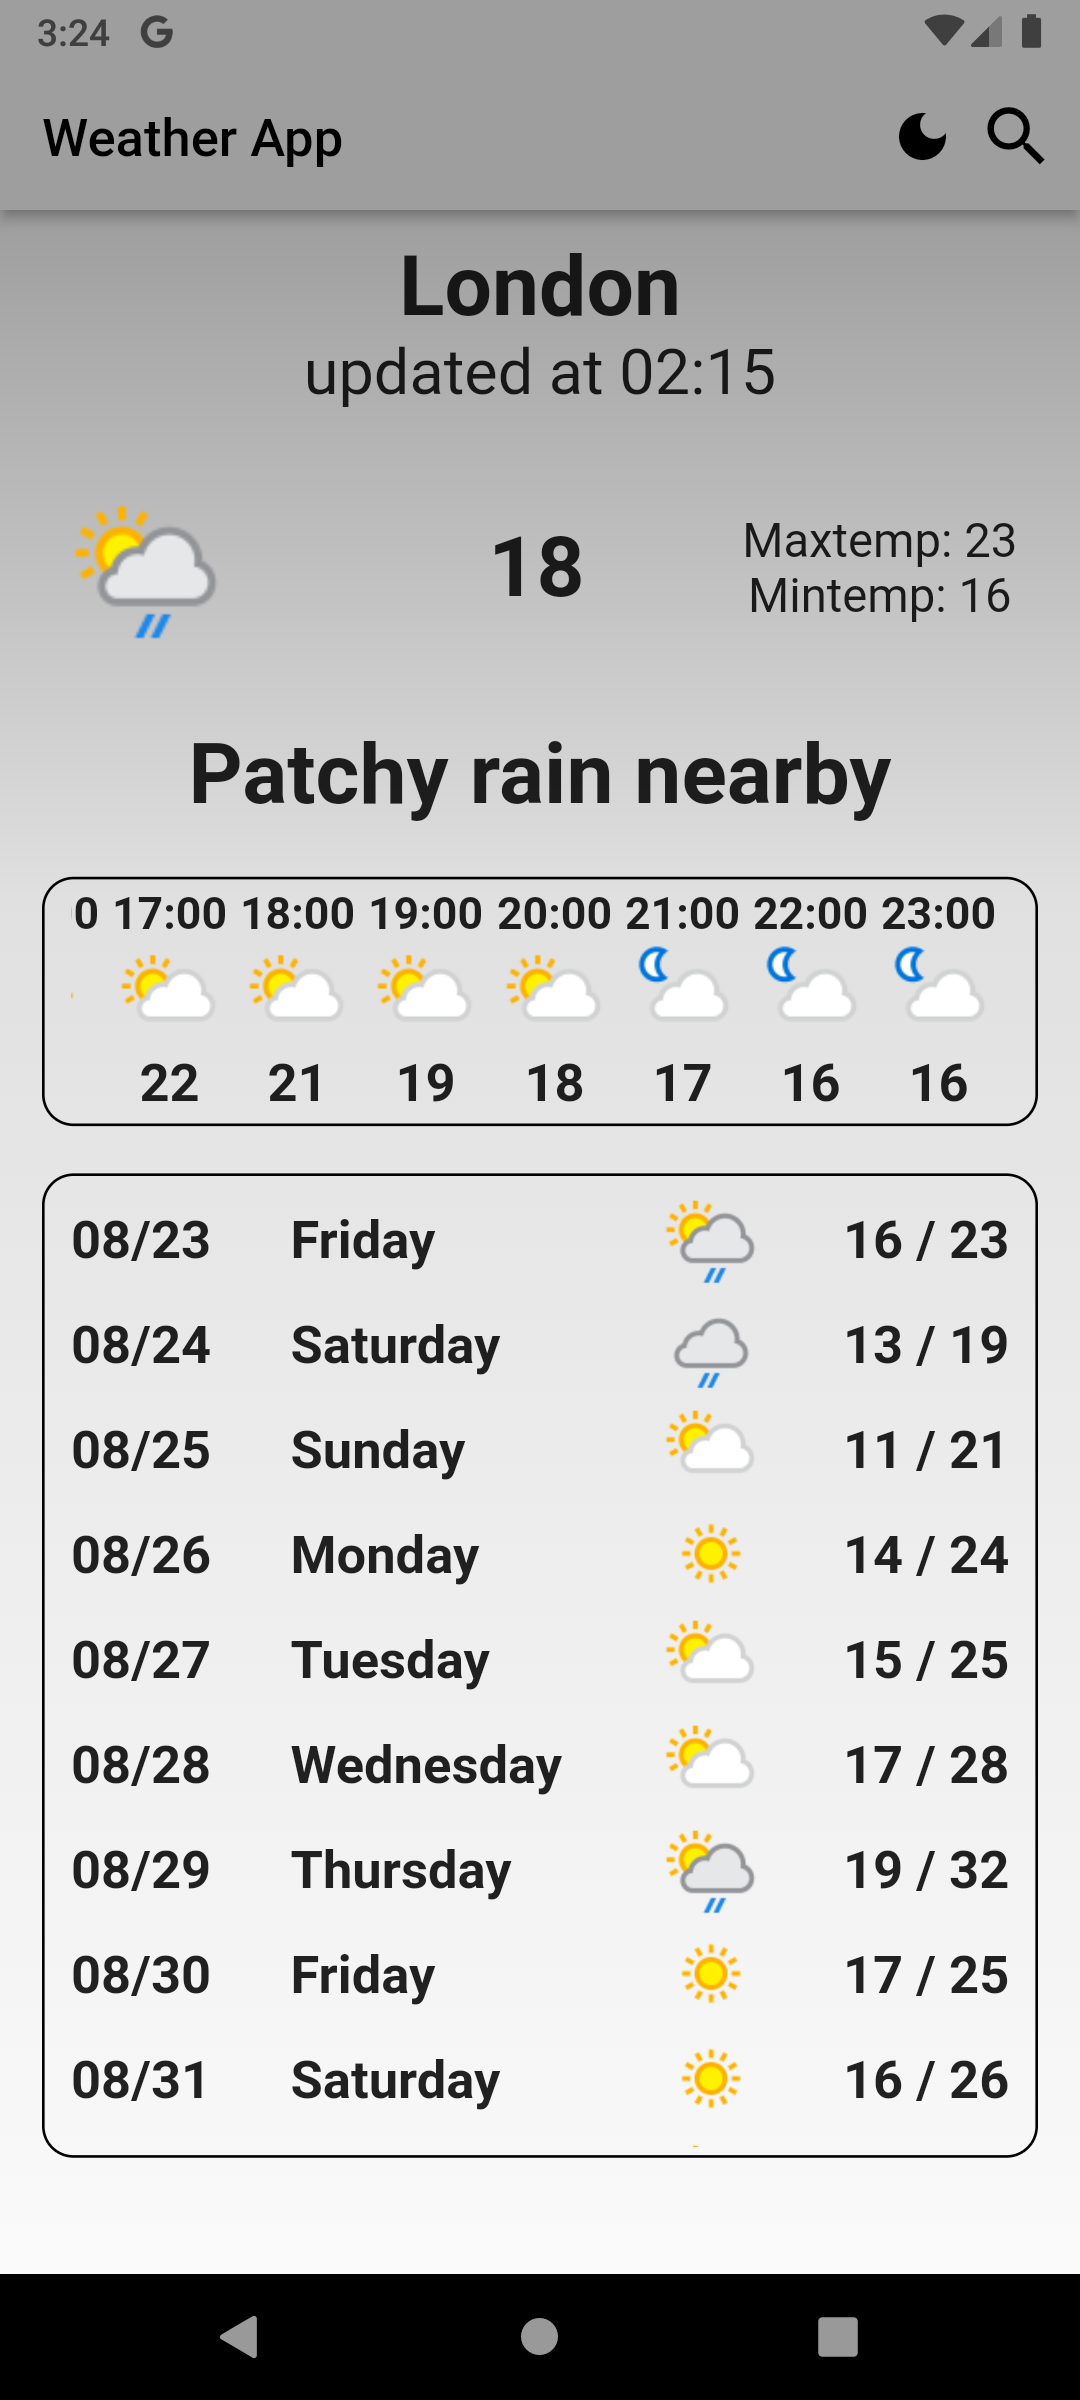 3:24 G
Weather App
London
updated at 02:15
18
Maxtemp: 23
Mintemp: 16
Patchy rain nearby
0 17:00 18:00 19:00 20:00 21:00 22:00 23:00
22 21 19 18 17 16 16
08/23 Friday 16 / 23
08/24 Saturday 13 / 19
08/25 Sunday 11 / 21
08/26 Monday 14 / 24
08/27 Tuesday 15 / 25
08/28 Wednesday 17 / 28
08/29 Thursday 19 / 32
08/30 Friday 17 / 25
08/31 Saturday 16 / 26